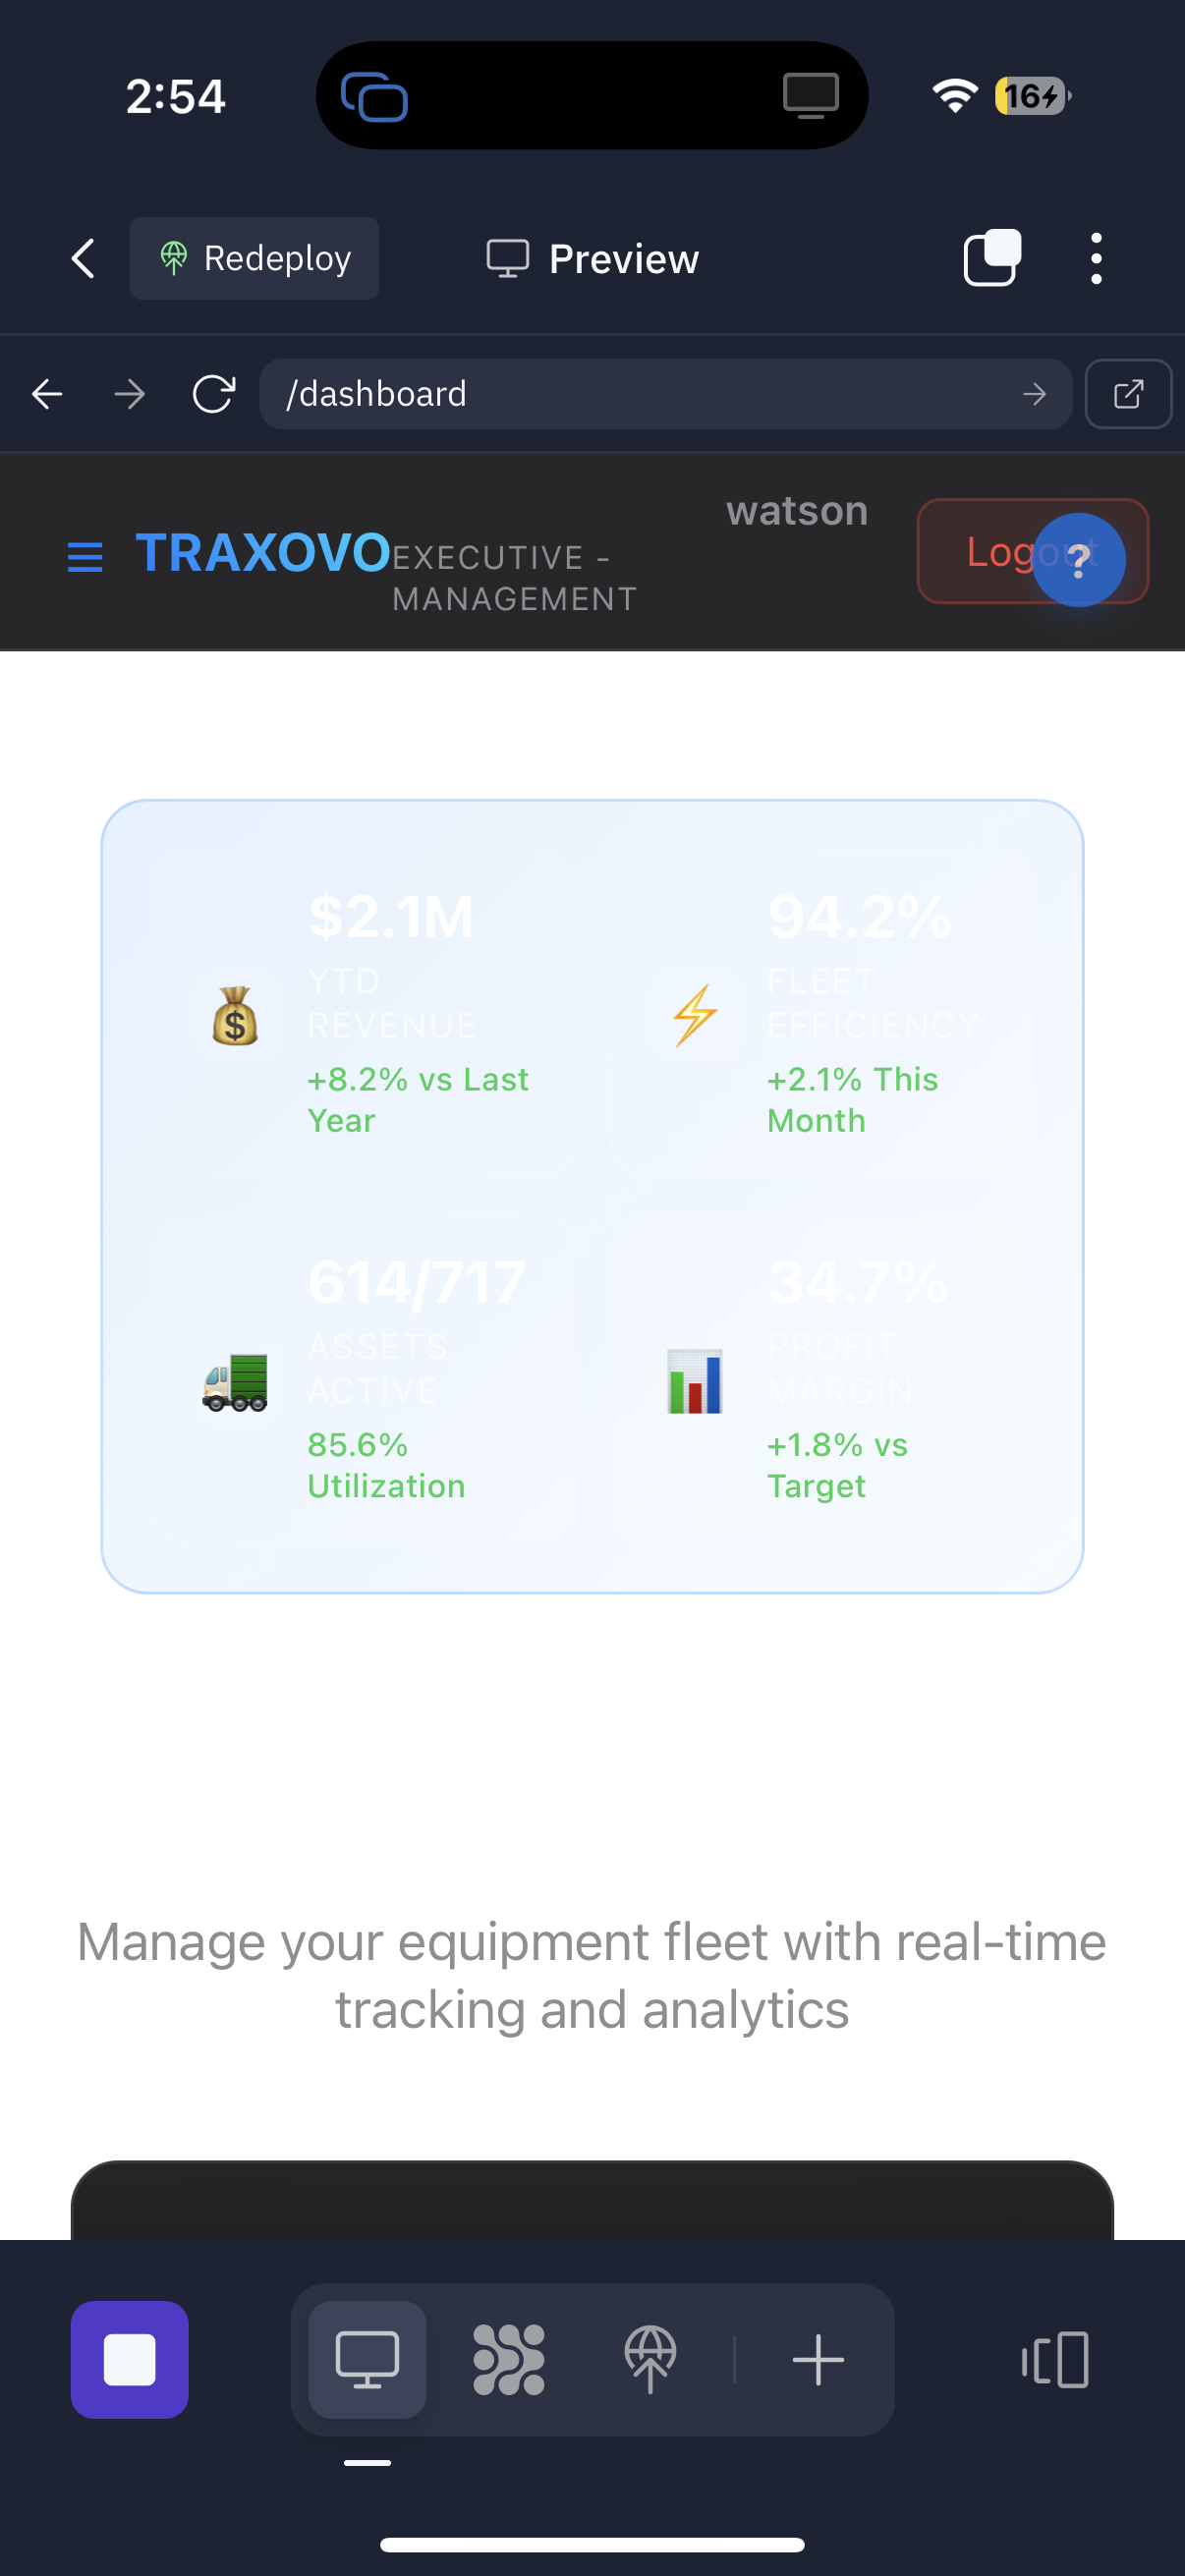 2:54
16
Redeploy
Preview
/dashboard
watson
TRAXOVO
EXECUTIVE -
MANAGEMENT
Logout
?
$2.1M
YTD
REVENUE
+8.2% vs Last
Year
94.2%
FLEET
EFFICIENCY
+2.1% This
Month
614/717
ASSETS
ACTIVE
85.6%
Utilization
34.7%
PROFIT
MARGIN
+1.8% vs
Target
Manage your equipment fleet with real-time
tracking and analytics